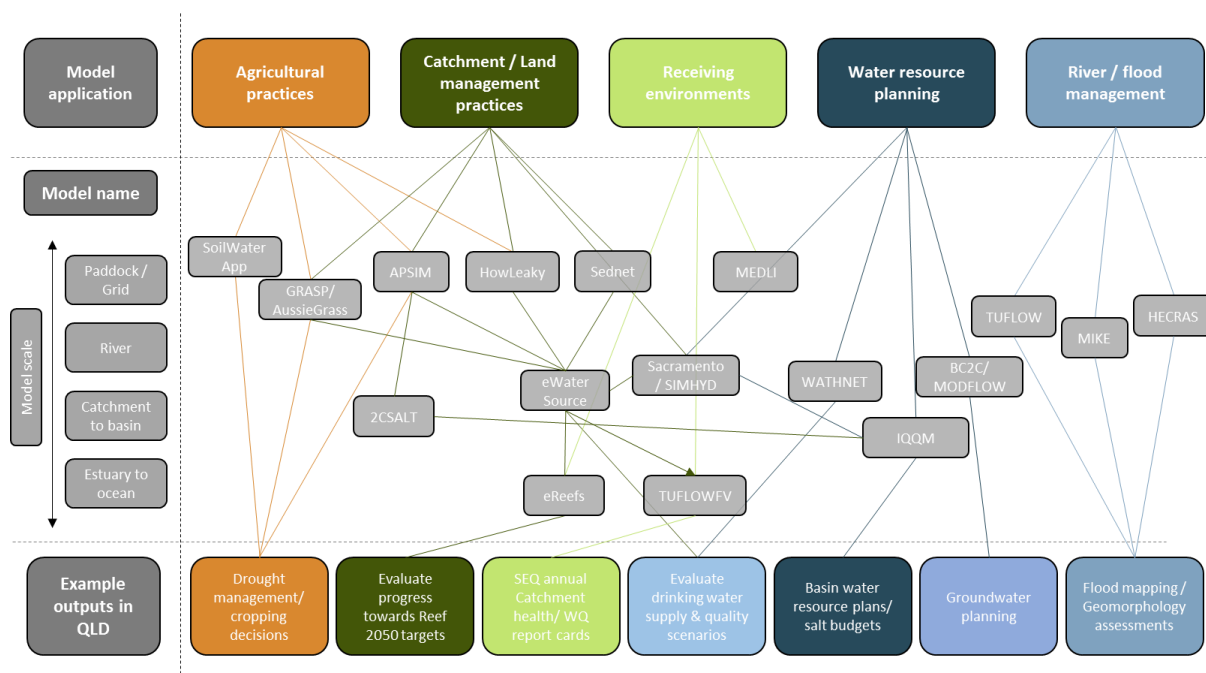 Model
application
Agricultural
practices
Catchment / Land
management
practices
Receiving
environments
Water resource
planning
River / flood
management
Model name
Model scale
Paddock /
Grid
River
Catchment
to basin
Estuary to
ocean
SoilWater
App
GRASP/
AussieGrass
APSIM
HowLeaky
Sednet
MEDLI
TUFLOW
MIKE
HECRAS
eWater
Source
Sacramento
/ SIMHYD
WATHNET
BC2C/
MODFLOW
2CSALT
IQQM
eReefs
TUFLOWFV
Example
outputs in
QLD
Drought
management/
cropping
decisions
Evaluate
progress
towards Reef
2050 targets
SEQ annual
Catchment
health/ WQ
report cards
Evaluate
drinking water
supply & quality
scenarios
Basin water
resource plans/
salt budgets
Groundwater
planning
Flood mapping /
Geomorphology
assessments